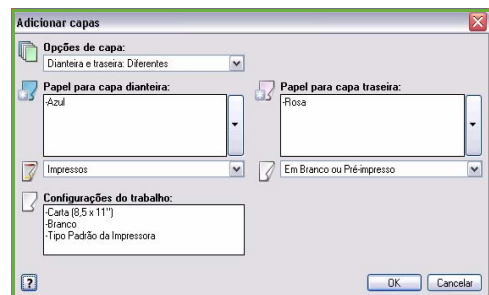 Adicionar capas
Opções de capa:
Dianteira e traseira: Diferentes
Papel para capa dianteira:
-Azul
Papel para capa traseira:
-Rosa
Impressos
Em Branco ou Pré-impresso
Configurações do trabalho:
-Carta (8,5 x 11")
-Branco
-Tipo Padrão da Impressora
?
OK
Cancelar